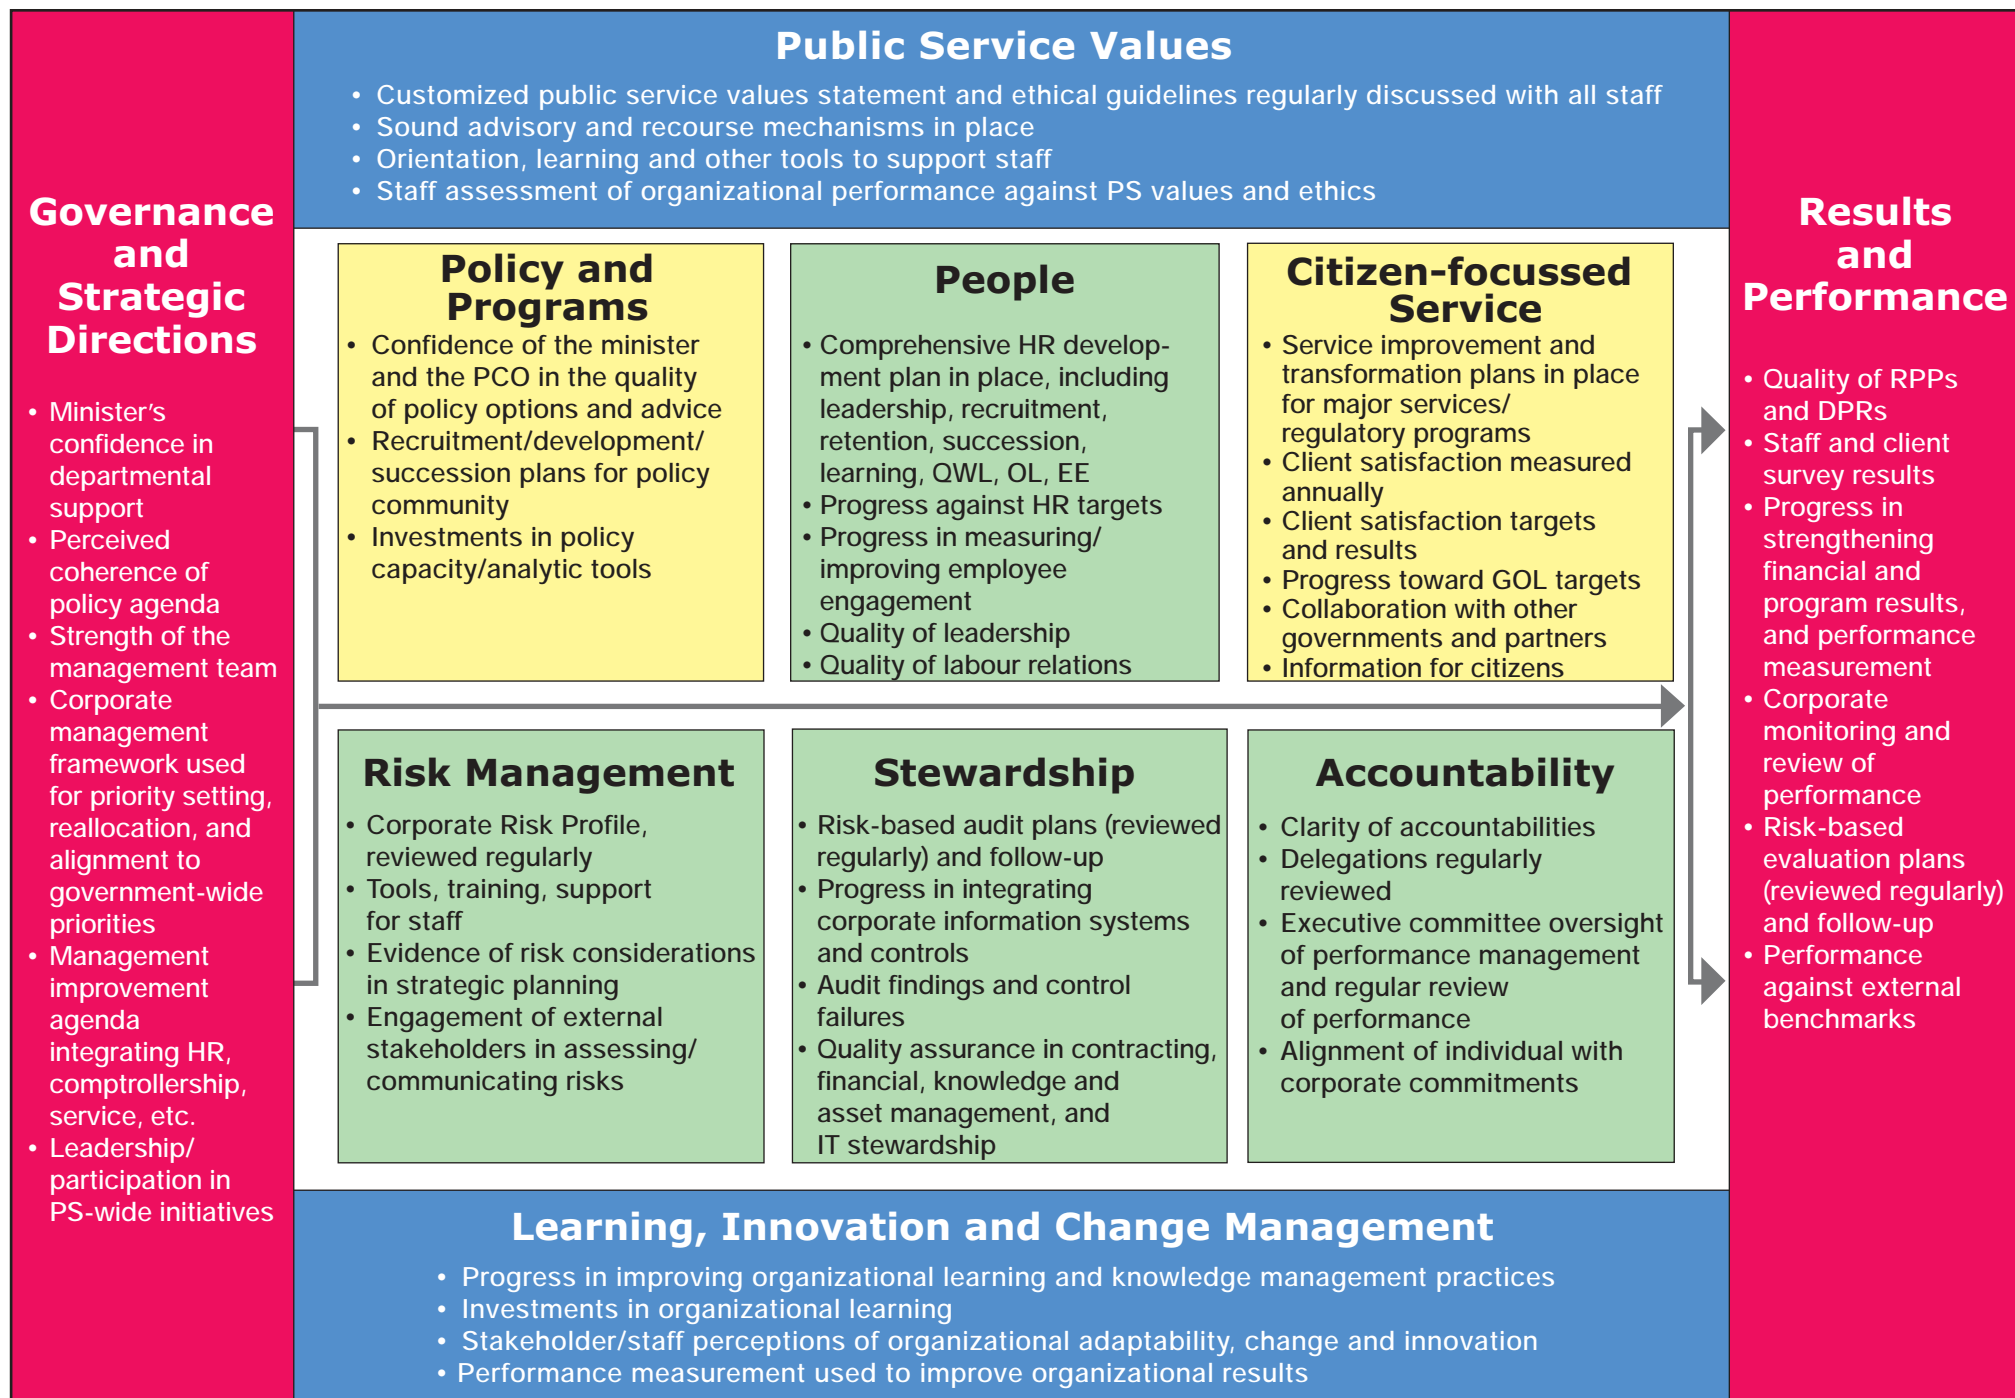 Public Service Values
• Customized public service values statement and ethical guidelines regularly discussed with all staff
• Sound advisory and recourse mechanisms in place
• Orientation, learning and other tools to support staff
• Staff assessment of organizational performance against PS values and ethics
Governance
and
Strategic
Directions
• Minister’s
confidence in
departmental
support
• Perceived
coherence of
policy agenda
• Strength of the
management team
• Corporate
management
framework used
for priority setting,
reallocation, and
alignment to
government-wide
priorities
• Management
improvement
agenda
integrating HR,
comptrollership,
service, etc.
• Leadership/
participation in
PS-wide initiatives
Policy and
Programs
• Confidence of the minister
and the PCO in the quality
of policy options and advice
• Recruitment/development/
succession plans for policy
community
• Investments in policy
capacity/analytic tools
People
• Comprehensive HR develop-
ment plan in place, including
leadership, recruitment,
retention, succession,
learning, QWL, OL, EE
• Progress against HR targets
• Progress in measuring/
improving employee
engagement
• Quality of leadership
• Quality of labour relations
Citizen-focussed
Service
• Service improvement and
transformation plans in place
for major services/
regulatory programs
• Client satisfaction measured
annually
• Client satisfaction targets
and results
• Progress toward GOL targets
• Collaboration with other
governments and partners
• Information for citizens
Risk Management
• Corporate Risk Profile,
reviewed regularly
• Tools, training, support
for staff
• Evidence of risk considerations
in strategic planning
• Engagement of external
stakeholders in assessing/
communicating risks
Stewardship
• Risk-based audit plans (reviewed
regularly) and follow-up
• Progress in integrating
corporate information systems
and controls
• Audit findings and control
failures
• Quality assurance in contracting,
financial, knowledge and
asset management, and
IT stewardship
Accountability
• Clarity of accountabilities
• Delegations regularly
reviewed
• Executive committee oversight
of performance management
and regular review
of performance
• Alignment of individual with
corporate commitments
Results
and
Performance
• Quality of RPPs
and DPRs
• Staff and client
survey results
• Progress in
strengthening
financial and
program results,
and performance
measurement
• Corporate
monitoring and
review of
performance
• Risk-based
evaluation plans
(reviewed regularly)
and follow-up
• Performance
against external
benchmarks
Learning, Innovation and Change Management
• Progress in improving organizational learning and knowledge management practices
• Investments in organizational learning
• Stakeholder/staff perceptions of organizational adaptability, change and innovation
• Performance measurement used to improve organizational results